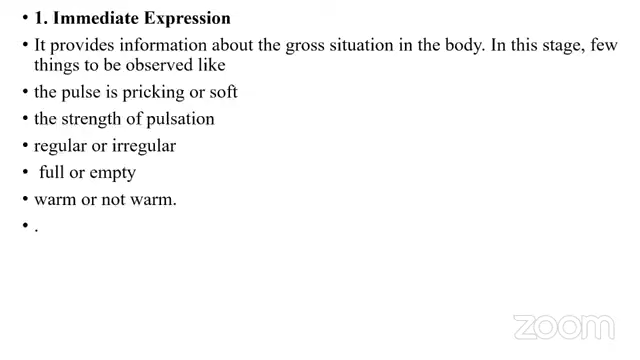 • 1. Immediate Expression
• It provides information about the gross situation in the body. In this stage, few
things to be observed like
• the pulse is pricking or soft
• the strength of pulsation
• regular or irregular
• full or empty
• warm or not warm.
• .
zoom